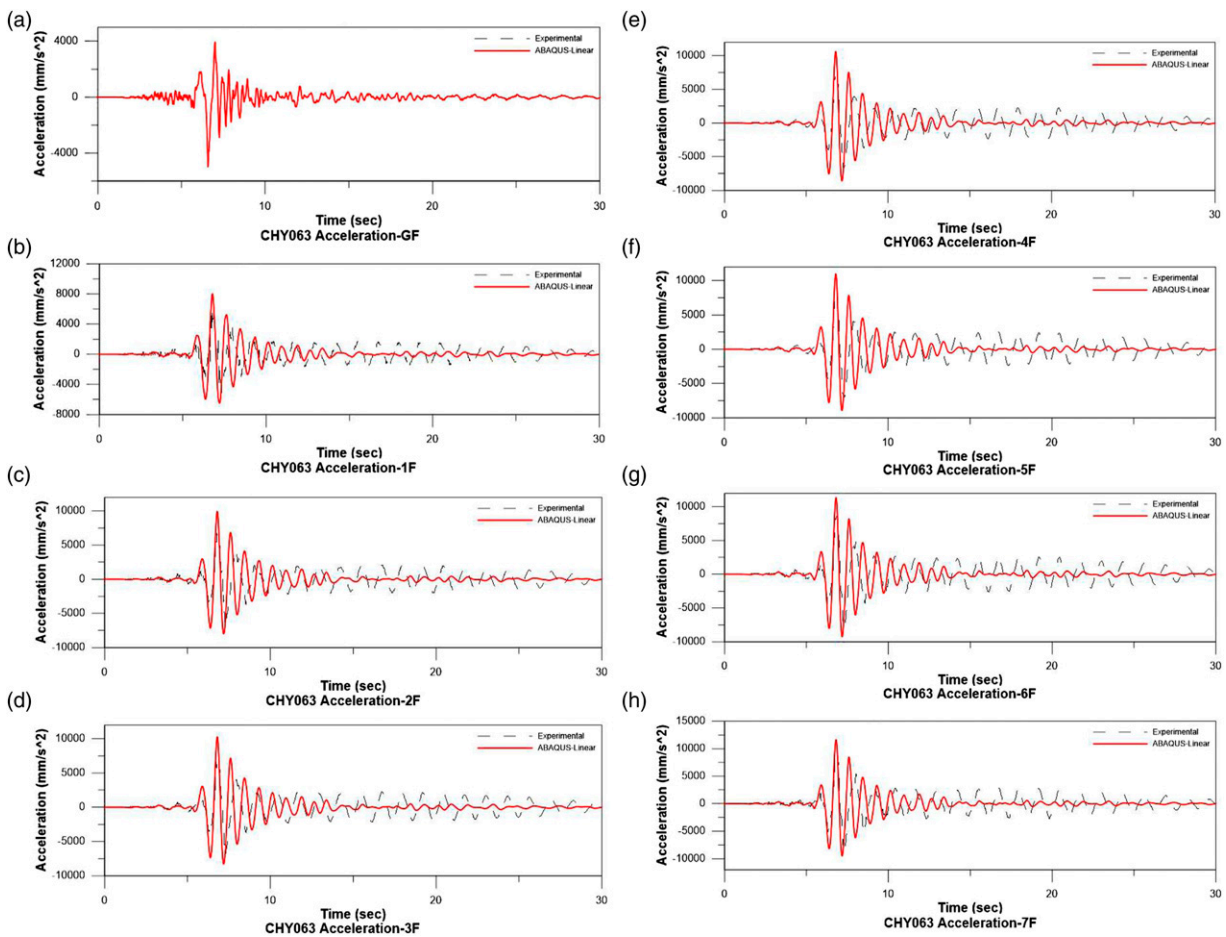 (a)
4000
0
-4000
Acceleration (mm/s^2)
Experimental
ABAQUS-Linear
0
10
20
30
Time (sec)
CHY063 Acceleration-GF
(b)
12000
8000
4000
0
-4000
-8000
Acceleration (mm/s^2)
Experimental
ABAQUS-Linear
0
10
20
30
Time (sec)
CHY063 Acceleration-1F
(c)
10000
5000
0
-5000
-10000
Acceleration (mm/s^2)
Experimental
ABAQUS-Linear
0
10
20
30
Time (sec)
CHY063 Acceleration-2F
(d)
10000
5000
0
-5000
-10000
Acceleration (mm/s^2)
Experimental
ABAQUS-Linear
0
10
20
30
Time (sec)
CHY063 Acceleration-3F
(e)
10000
5000
0
-5000
-10000
Acceleration (mm/s^2)
Experimental
ABAQUS-Linear
0
10
20
30
Time (sec)
CHY063 Acceleration-4F
(f)
10000
5000
0
-5000
-10000
Acceleration (mm/s^2)
Experimental
ABAQUS-Linear
0
10
20
30
Time (sec)
CHY063 Acceleration-5F
(g)
10000
5000
0
-5000
-10000
Acceleration (mm/s^2)
Experimental
ABAQUS-Linear
0
10
20
30
Time (sec)
CHY063 Acceleration-6F
(h)
15000
10000
5000
0
-5000
-10000
Acceleration (mm/s^2)
Experimental
ABAQUS-Linear
0
10
20
30
Time (sec)
CHY063 Acceleration-7F